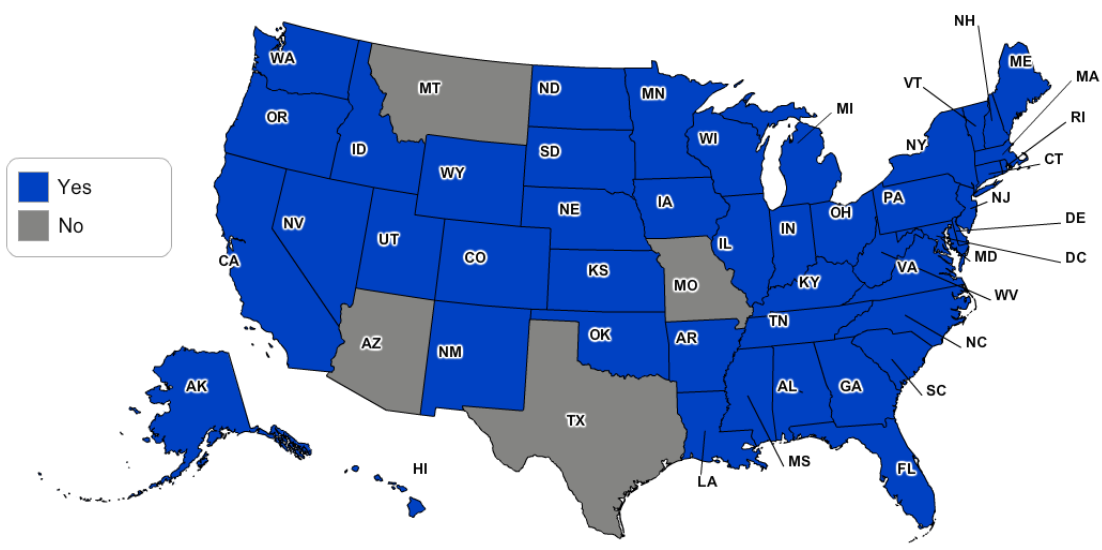 NH
WA
MT
ND
MN
ME
MA
VT
MI
RI
OR
WI
NY
ID
SD
CT
WY
Yes
PA
NJ
IA
NE
OH
No
DE
NV
IN
UT
IL
CO
MD
DC
CA
KS
VA
KY
MO
WV
TN
OK
AR
AZ
NC
NM
AK
AL
GA
SC
TX
MS
HI
FL
LA